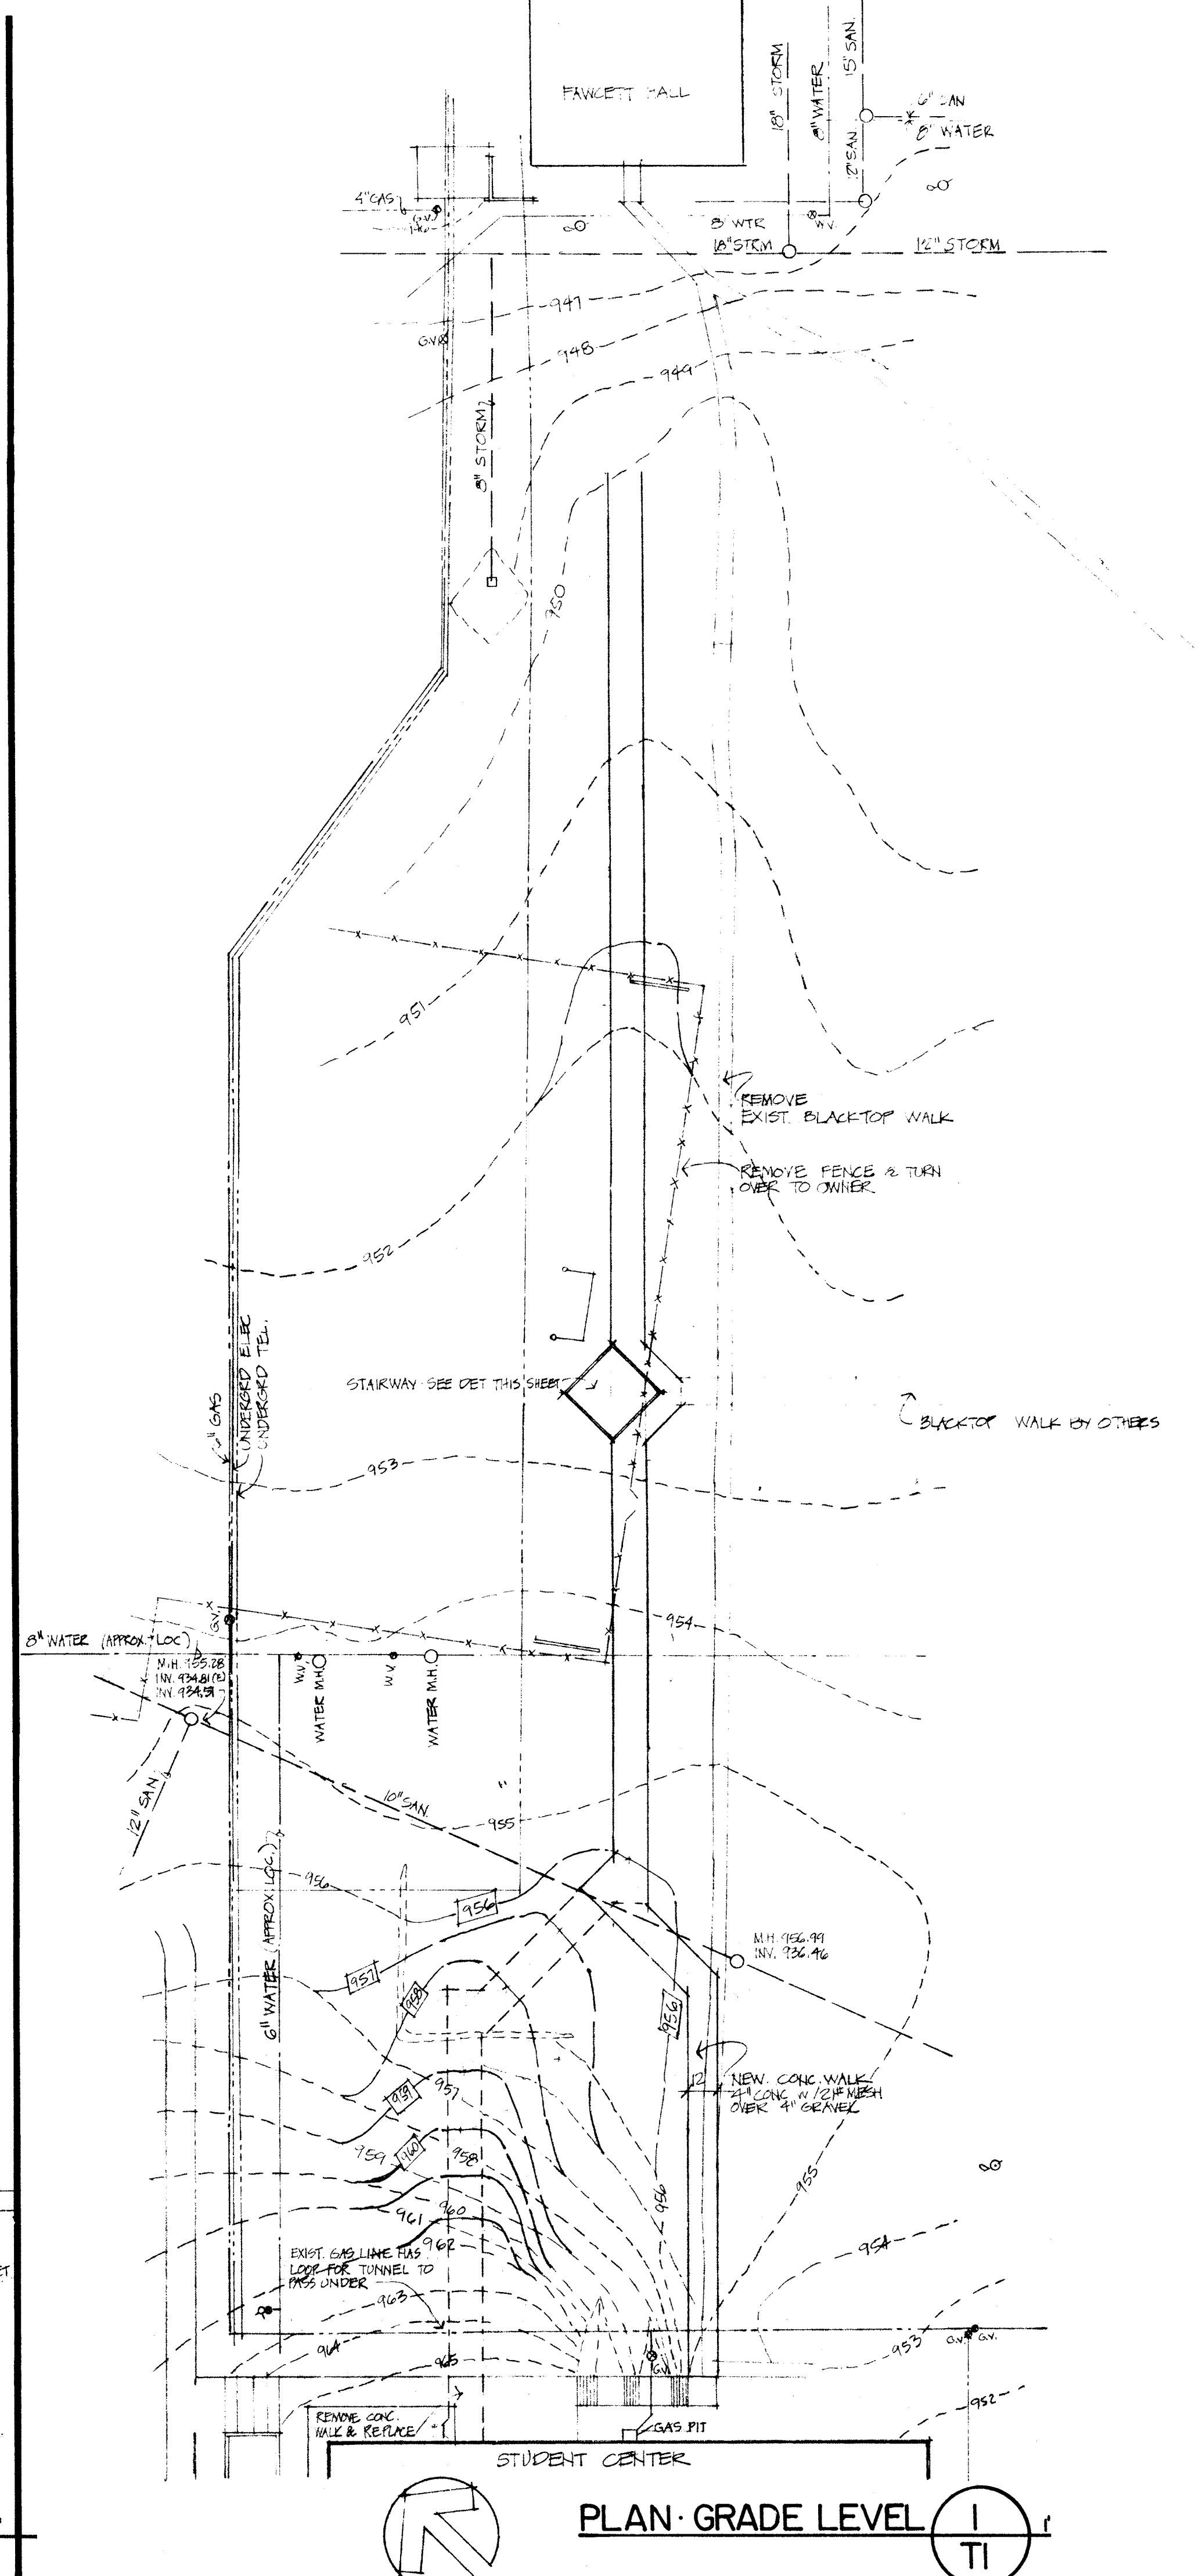 FAWCETT HALL
18" STORM
8" WATER
15" SAN.
6" SAN
8" WATER
12" SAN.
4" GAS
G.V.
8" WTR
W.V.
18" STRM
12" STORM
947
948
G.V.
949
8" STORM
950
951
REMOVE
EXIST. BLACKTOP WALK
REMOVE FENCE & TURN
OVER TO OWNER
952
UNDERGRD ELEC
UNDERGRD TEL.
STAIRWAY-SEE DET THIS SHEET
6" GAS
BLACKTOP WALK BY OTHERS
953
G.V.
954
8" WATER (APPROX. LOC)
M.H. 955.28
INV. 934.81 (E)
INV. 934.51
W.V.
WATER M.H.
W.V.
WATER M.H.
12" SAN.
10" SAN.
955
956
956
6" WATER (APPROX. LOC.)
M.H. 956.99
INV. 936.46
957
958
956
12'
NEW. CONC. WALK
4" CONC. W/21# MESH
OVER 4" GRAVEL
959
957
959
960
958
955
956
961
960
962
954
EXIST. GAS LINE HAS
LOOP FOR TUNNEL TO
PASS UNDER
963
964
965
G.V.
953
G.V.
G.V.
952
REMOVE CONC.
WALK & REPLACE
GAS PIT
STUDENT CENTER
PLAN · GRADE LEVEL
1
T1